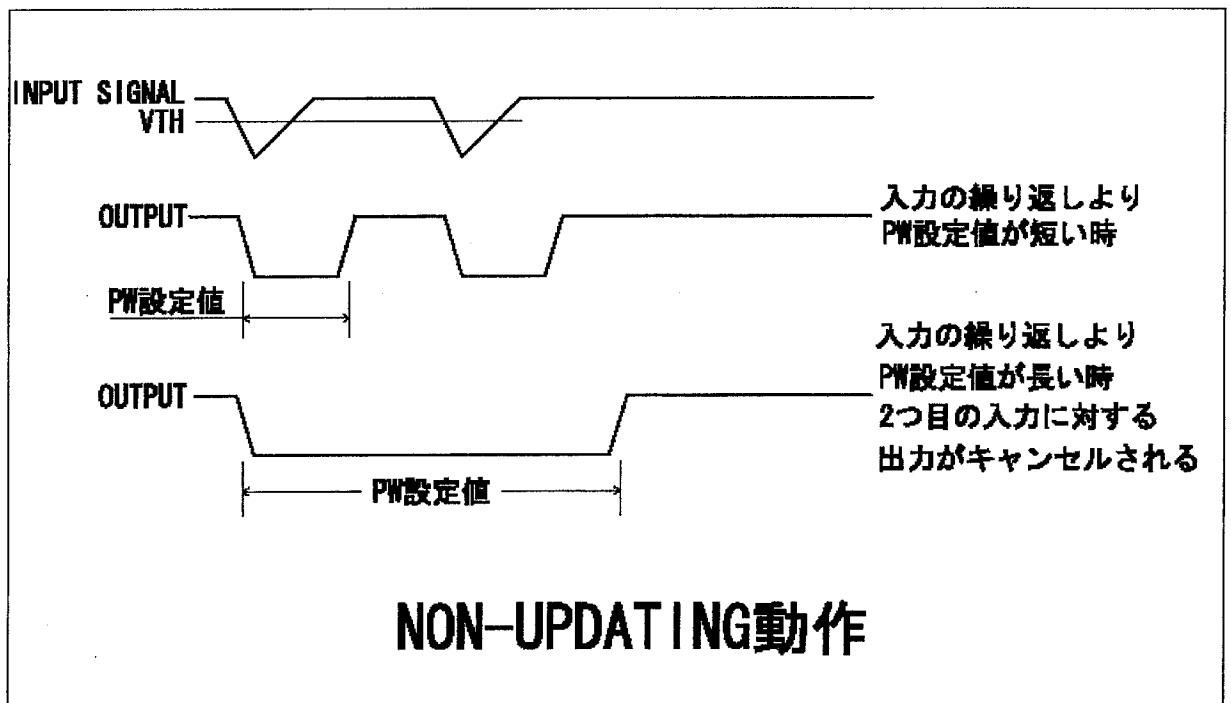 INPUT SIGNAL
VTH
OUTPUT
入力の繰り返しより
PW設定値が短い時
PW設定値
OUTPUT
入力の繰り返しより
PW設定値が長い時
2つ目の入力に対する
出力がキャンセルされる
PW設定値
NON-UPDATING動作